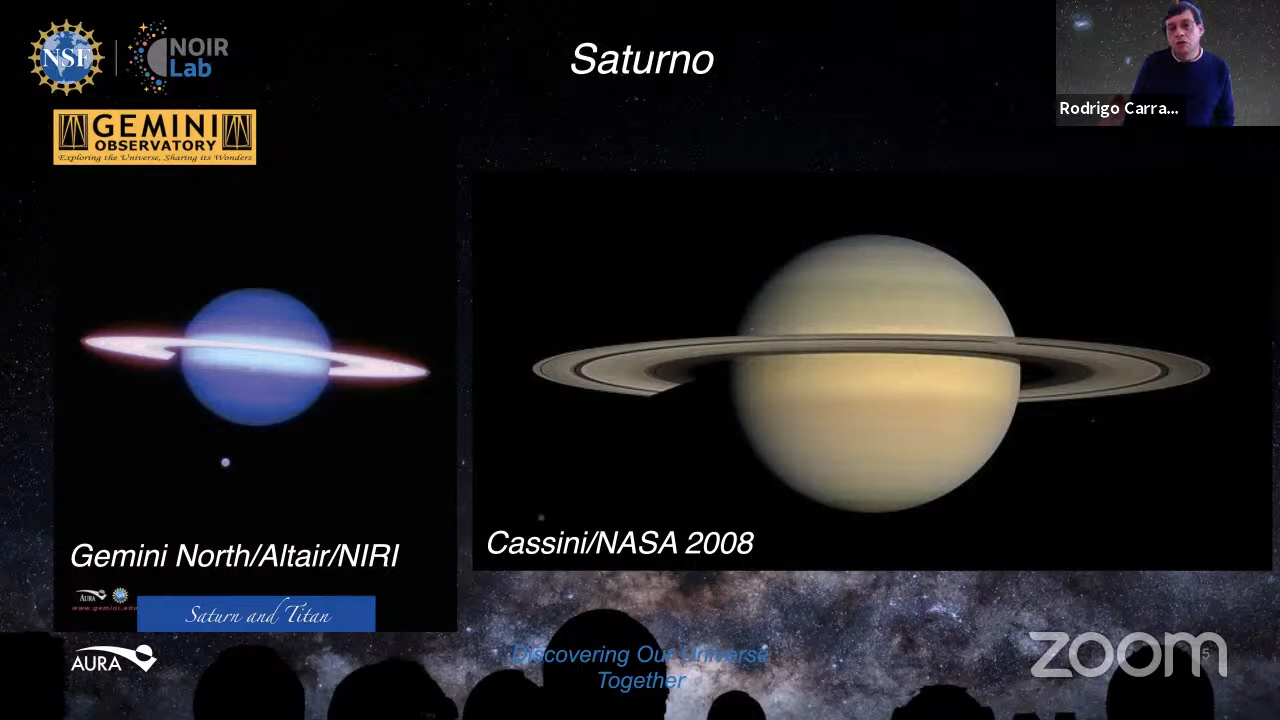 NSF
NOIR
Lab
Saturno
Rodrigo Carra...
GEMINI
OBSERVATORY
Exploring the Universe, Sharing its Wonders
Gemini North/Altair/NIRI
Cassini/NASA 2008
AURA
Saturn and Titan
AURA
Discovering Our Universe
Together
zoom
5